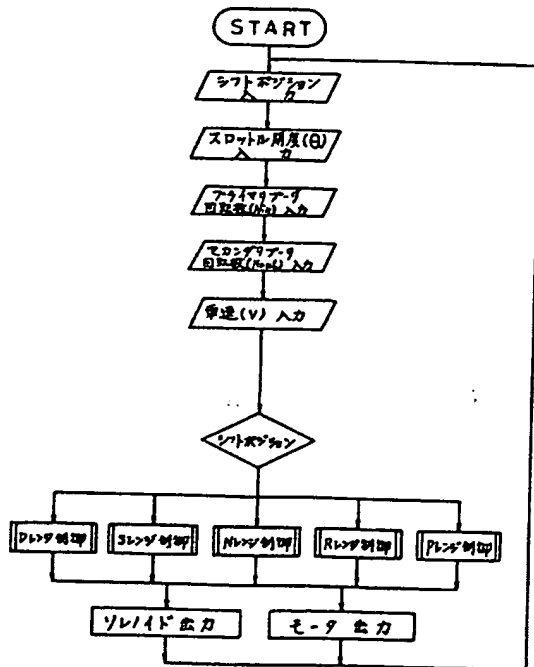 START
シフトポジション
入 力
スロットル開度(θ)
入 力
プライマリプーリ
回転数(Nin) 入力
セカンダリプーリ
回転数 入力
車速(V) 入力
シフトポジション
Dレンジ制御 Sレンジ制御 Nレンジ制御 Rレンジ制御 Pレンジ制御
ソレノイド出力 モータ出力